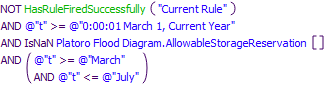 NOT HasRuleFiredSuccessfully ( "Current Rule" )
AND @"t" >= @"0:00:01 March 1, Current Year"
AND IsNaN Platoro Flood Diagram.AllowableStorageReservation []
AND ( @"t" >= @"March"
AND @"t" <= @"July" )